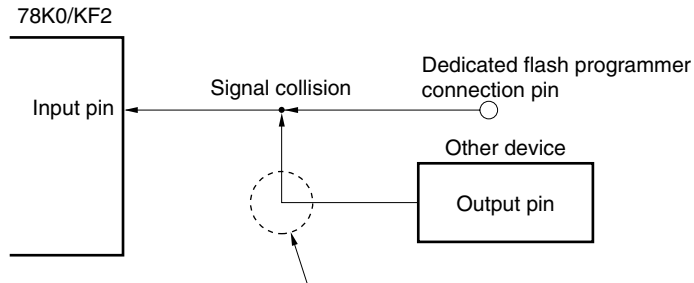 78K0/KF2
Dedicated flash programmer
connection pin
Signal collision
Input pin
Other device
Output pin